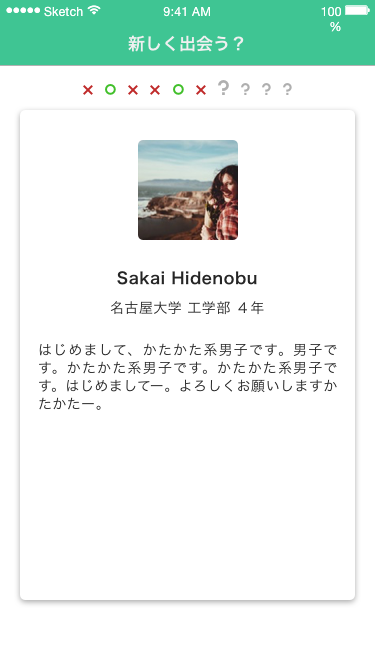 ●●●●● Sketch 9:41 AM 100
%
新しく出会う？
× ○ × × ○ × ? ? ? ?
Sakai Hidenobu
名古屋大学 工学部 ４年
はじめまして、かたかた系男子です。男子で
す。かたかた系男子です。かたかた系男子で
す。はじめましてー。よろしくお願いしますか
たかたー。